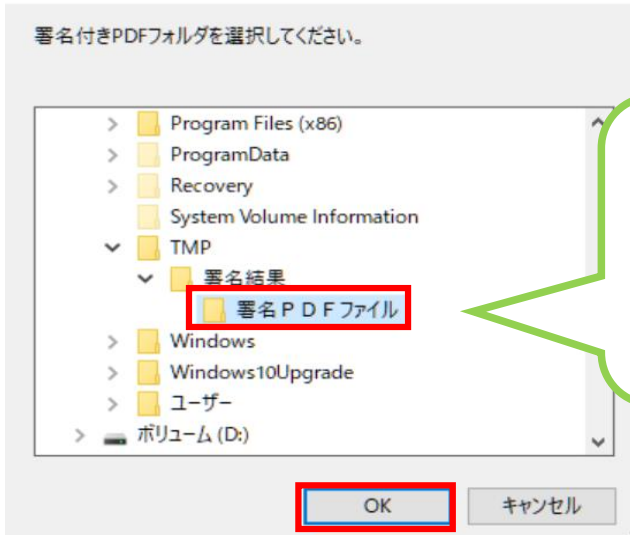 署名付きPDFフォルダを選択してください。
Program Files (x86)
ProgramData
Recovery
System Volume Information
TMP
署名結果
署名ＰＤＦファイル
Windows
Windows10Upgrade
ユーザー
ボリューム (D:)
OK
キャンセル